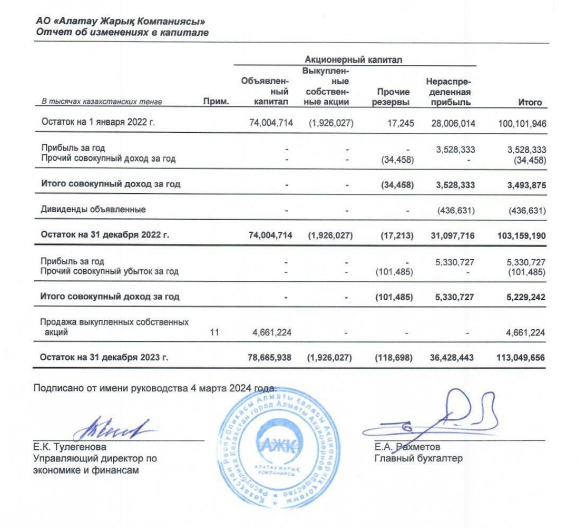 АО «Алатау Жарық Компаниясы»
Отчет об изменениях в капитале
Акционерный капитал
В тысячах казахстанских тенге Прим. Объявлен-ный капитал Выкуплен-ные собствен-ные акции Прочие резервы Нераспре-деленная прибыль Итого
Остаток на 1 января 2022 г. 74,004,714 (1,926,027) 17,245 28,006,014 100,101,946
Прибыль за год - - - 3,528,333 3,528,333
Прочий совокупный доход за год - - (34,458) - (34,458)
Итого совокупный доход за год - - (34,458) 3,528,333 3,493,875
Дивиденды объявленные - - - (436,631) (436,631)
Остаток на 31 декабря 2022 г. 74,004,714 (1,926,027) (17,213) 31,097,716 103,159,190
Прибыль за год - - - 5,330,727 5,330,727
Прочий совокупный убыток за год - - (101,485) - (101,485)
Итого совокупный доход за год - - (101,485) 5,330,727 5,229,242
Продажа выкупленных собственных
акций 11 4,661,224 - - - 4,661,224
Остаток на 31 декабря 2023 г. 78,665,938 (1,926,027) (118,698) 36,428,443 113,049,656
Подписано от имени руководства 4 марта 2024 года.
АЖК
АЛАТАУ ЖАРЫҚ
КОМПАНИЯСЫ
Е.К. Тулегенова
Управляющий директор по
экономике и финансам
Е.А. Рахметов
Главный бухгалтер